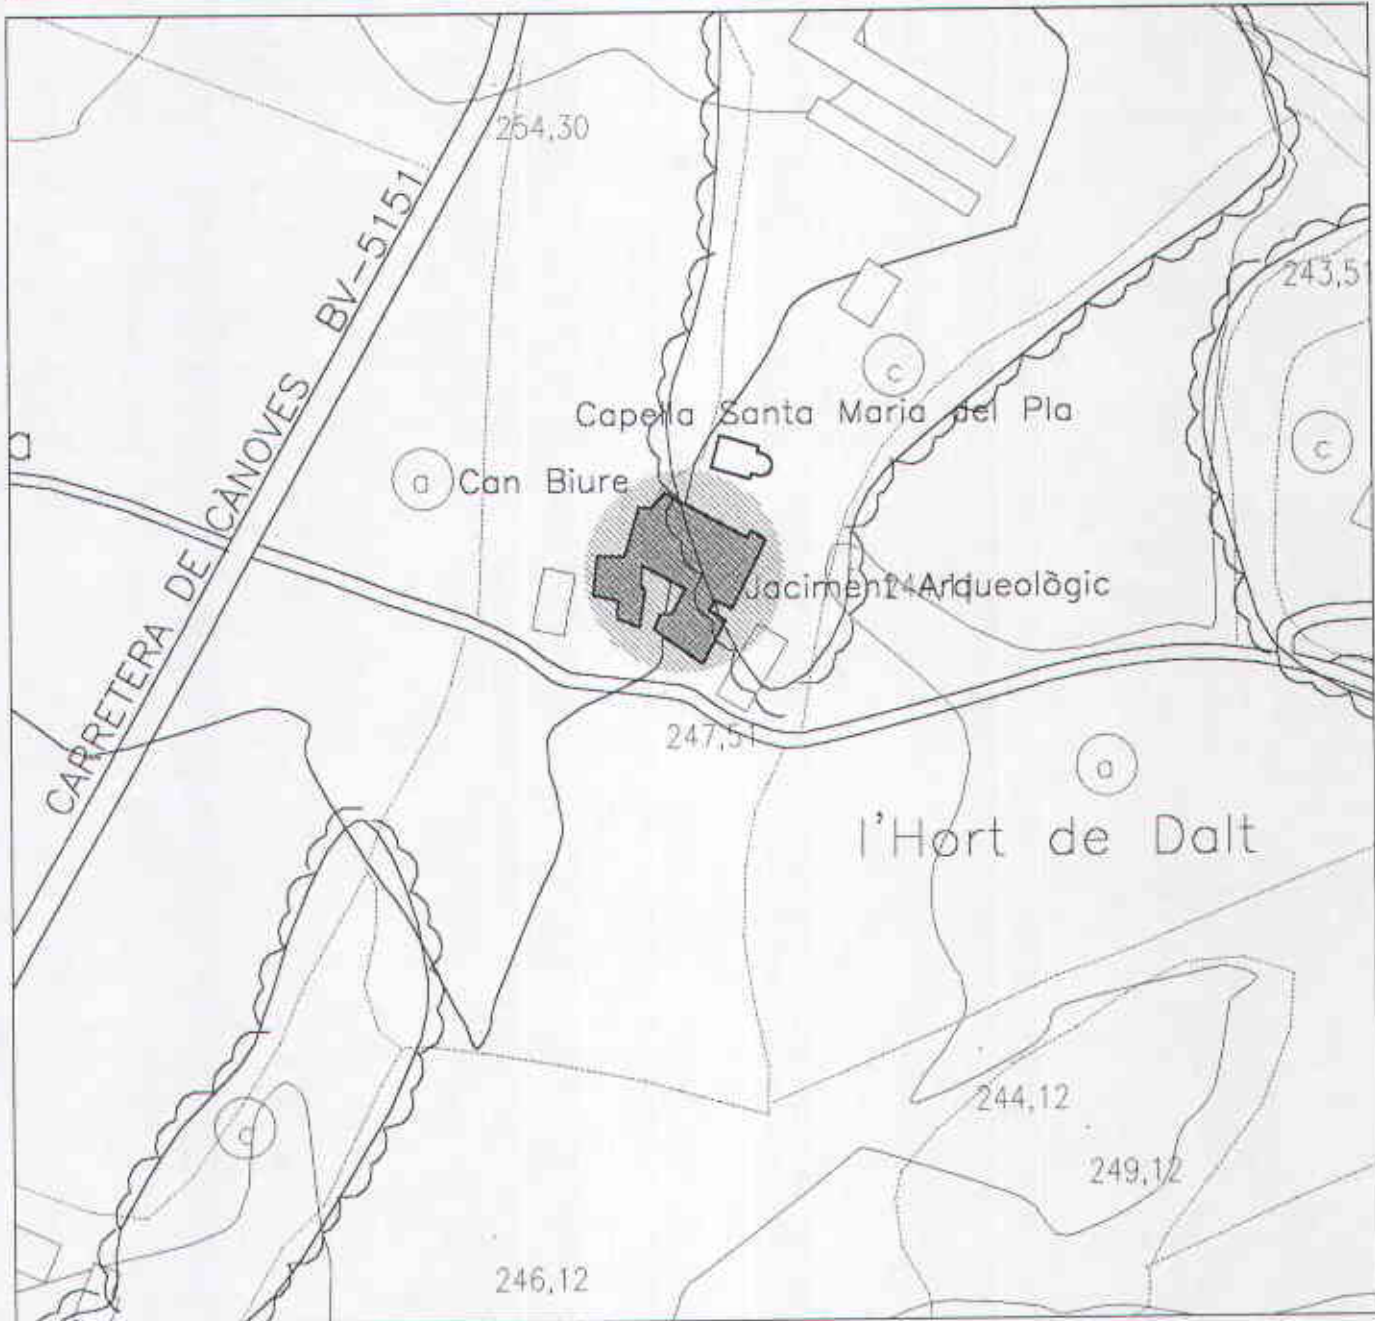 254,30
CARRETERA DE CÀNOVES BV-5151
243,51
c
Capella Santa Maria del Pla
a
c
a
Can Biure
Jaciment Arqueològic
247,51
a
l'Hort de Dalt
244,12
c
249,12
246,12